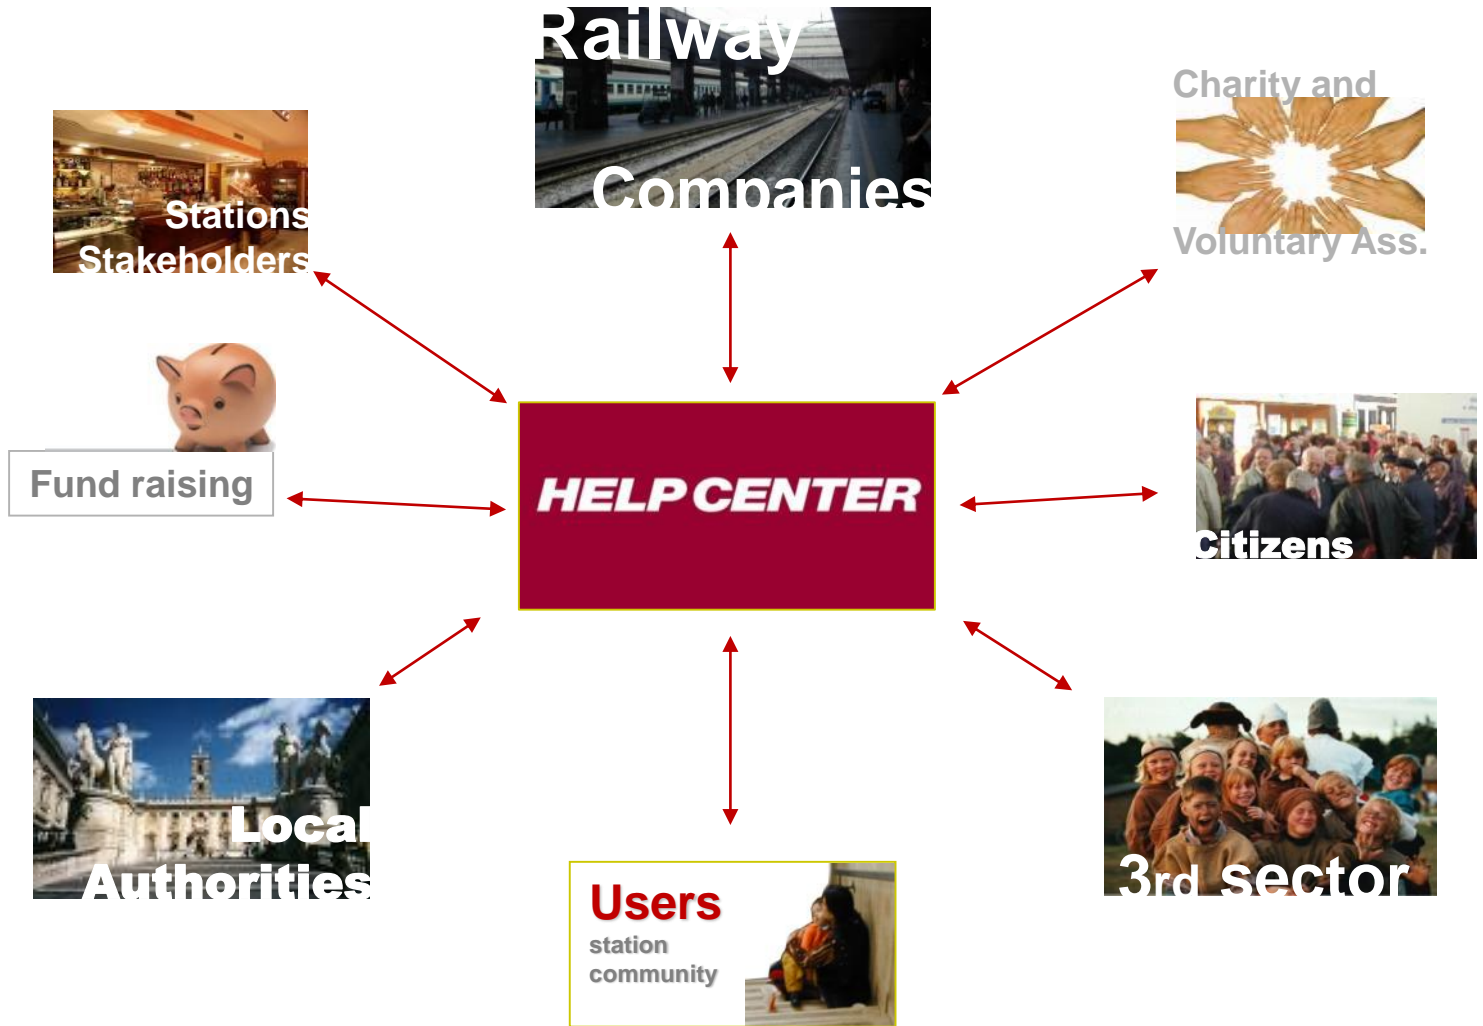 Railway
Companies
Charity and
Voluntary Ass.
Stations
Stakeholders
Fund raising
HELP CENTER
Citizens
Local
Authorities
3rd sector
Users
station
community